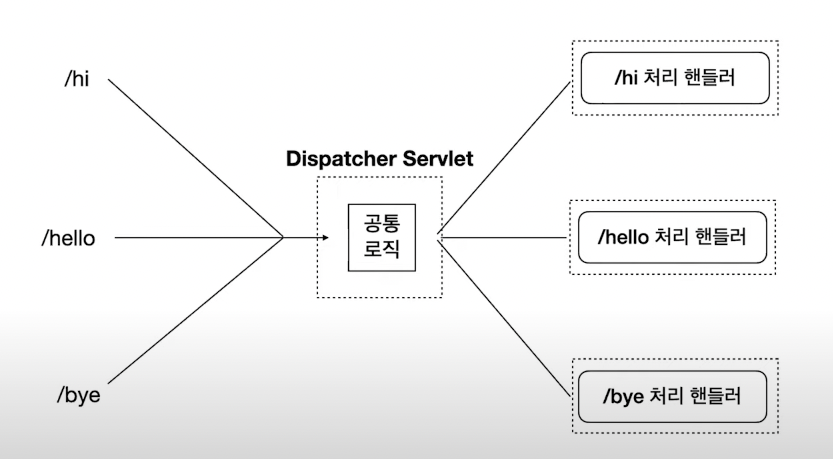 /hi
/hi 처리 핸들러
Dispatcher Servlet
공통
로직
/hello
/hello 처리 핸들러
/bye
/bye 처리 핸들러